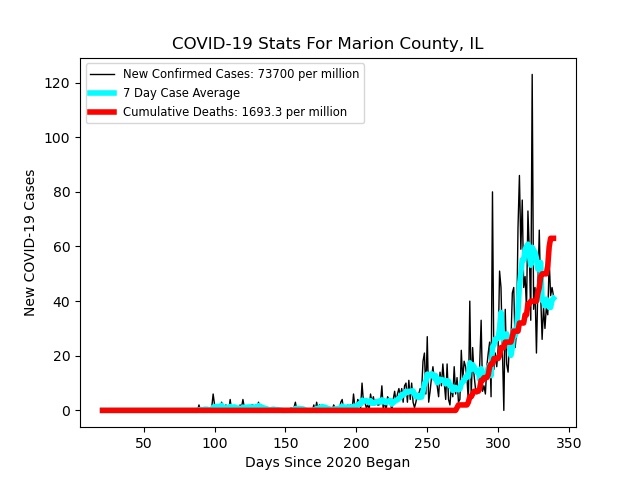 COVID-19 Stats For Marion County, IL
New Confirmed Cases: 73700 per million
7 Day Case Average
Cumulative Deaths: 1693.3 per million
New COVID-19 Cases
120
100
80
60
40
20
0
50 100 150 200 250 300 350
Days Since 2020 Began